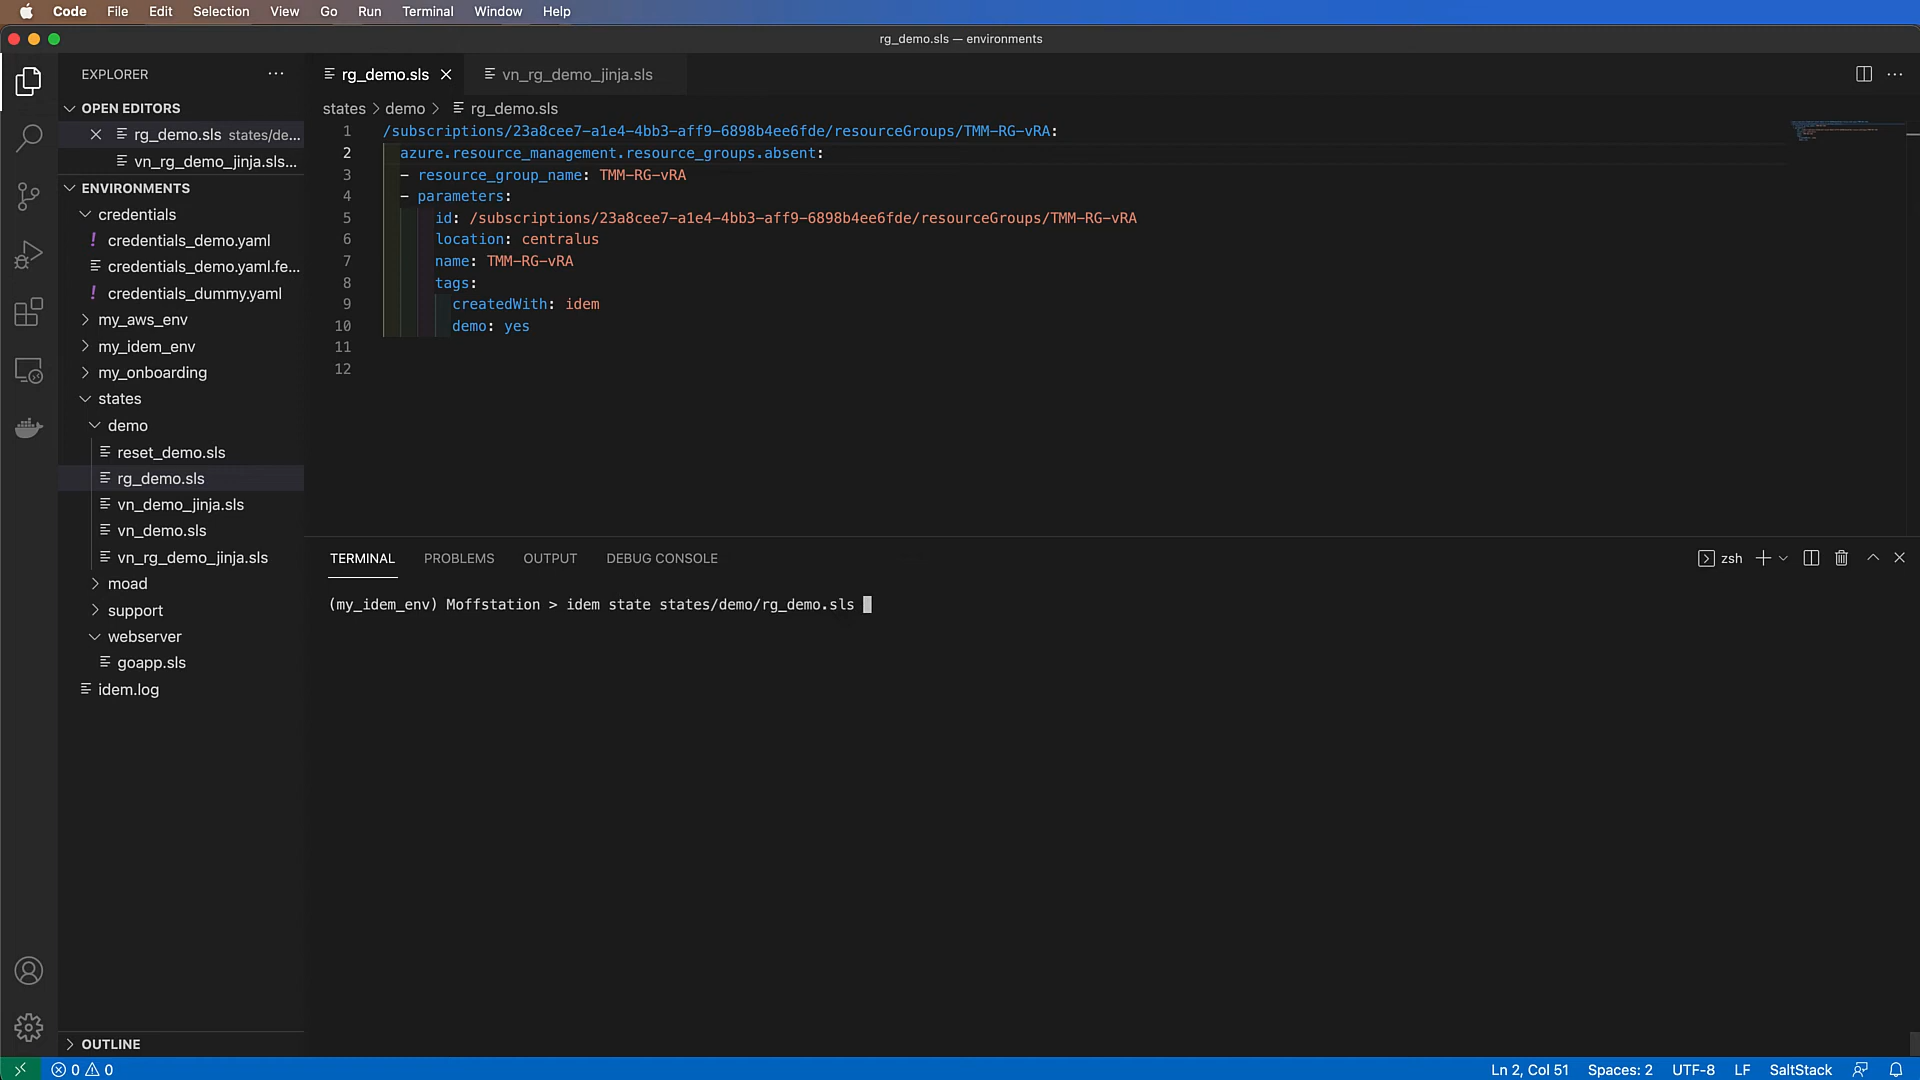 Code File Edit Selection View Go Run Terminal Window Help
rg_demo.sls — environments
EXPLORER
OPEN EDITORS
rg_demo.sls states/de...
vn_rg_demo_jinja.sls...
ENVIRONMENTS
credentials
! credentials_demo.yaml
credentials_demo.yaml.fe...
! credentials_dummy.yaml
my_aws_env
my_idem_env
my_onboarding
states
demo
reset_demo.sls
rg_demo.sls
vn_demo_jinja.sls
vn_demo.sls
vn_rg_demo_jinja.sls
moad
support
webserver
goapp.sls
idem.log
OUTLINE
rg_demo.sls vn_rg_demo_jinja.sls
states > demo > rg_demo.sls
1 /subscriptions/23a8cee7-a1e4-4bb3-aff9-6898b4ee6fde/resourceGroups/TMM-RG-vRA:
2 azure.resource_management.resource_groups.absent:
3 - resource_group_name: TMM-RG-vRA
4 - parameters:
5 id: /subscriptions/23a8cee7-a1e4-4bb3-aff9-6898b4ee6fde/resourceGroups/TMM-RG-vRA
6 location: centralus
7 name: TMM-RG-vRA
8 tags:
9 createdWith: idem
10 demo: yes
11
12
TERMINAL PROBLEMS OUTPUT DEBUG CONSOLE zsh
(my_idem_env) Moffstation > idem state states/demo/rg_demo.sls
0 0 Ln 2, Col 51 Spaces: 2 UTF-8 LF SaltStack